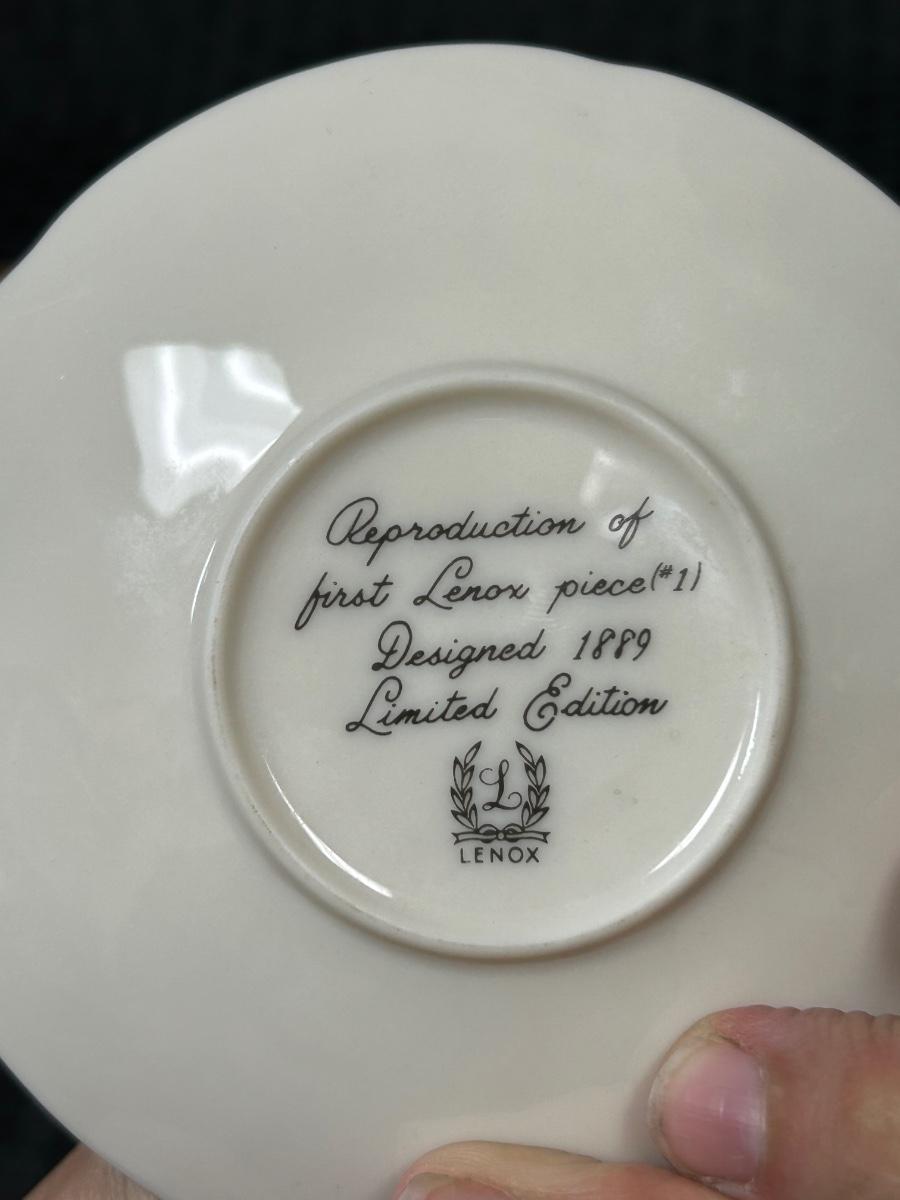 Reproduction of
first Lenox piece(#1)
Designed 1889
Limited Edition
L
LENOX